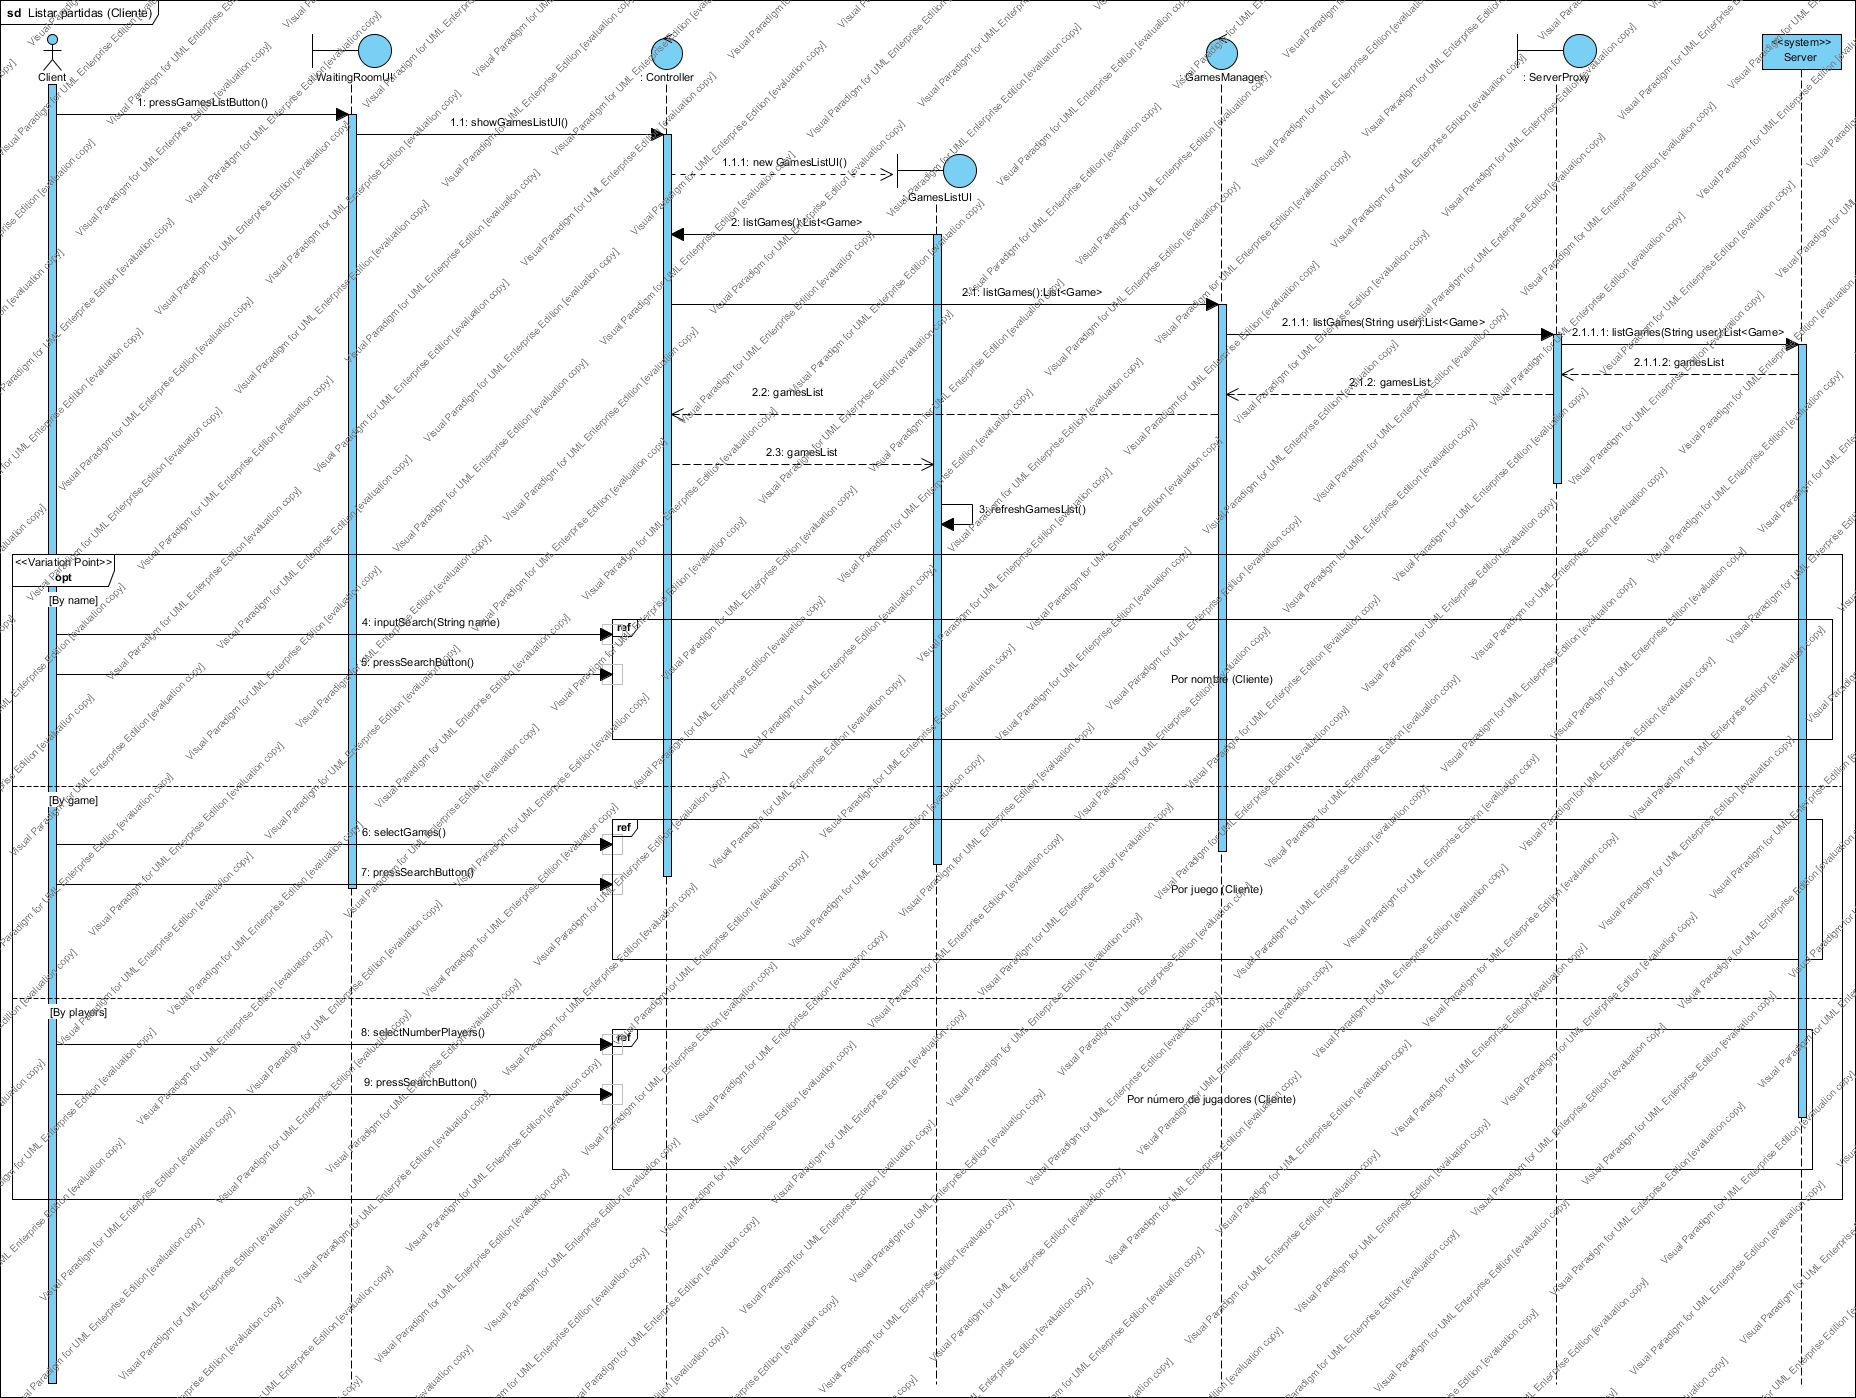 sd Listar partidas (Cliente)
Client
WaitingRoomUI
: Controller
: GamesManager
: ServerProxy
<<system>>
Server
1: pressGamesListButton()
1.1: showGamesListUI()
1.1.1: new GamesListUI()
GamesListUI
2: listGames():List<Game>
2.1: listGames():List<Game>
2.1.1: listGames(String user):List<Game>
2.1.1.1: listGames(String user):List<Game>
2.1.1.2: gamesList
2.1.2: gamesList
2.2: gamesList
2.3: gamesList
3: refreshGamesList()
<<Variation Point>>
opt
[By name]
4: inputSearch(String name)
ref
5: pressSearchButton()
Por nombre (Cliente)
[By game]
6: selectGames()
ref
7: pressSearchButton()
Por juego (Cliente)
[By players]
8: selectNumberPlayers()
ref
9: pressSearchButton()
Por número de jugadores (Cliente)
Visual Paradigm for UML Enterprise Edition [evaluation copy]